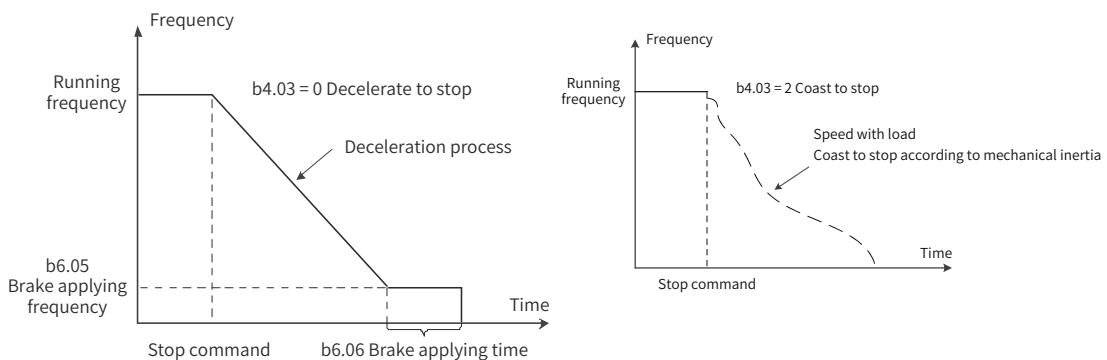 Frequency
Running
frequency
b4.03 = 0 Decelerate to stop
Deceleration process
b6.05
Brake applying
frequency
Time
Stop command
b6.06 Brake applying time
Frequency
Running
frequency
b4.03 = 2 Coast to stop
Speed with load
Coast to stop according to mechanical inertia
Time
Stop command